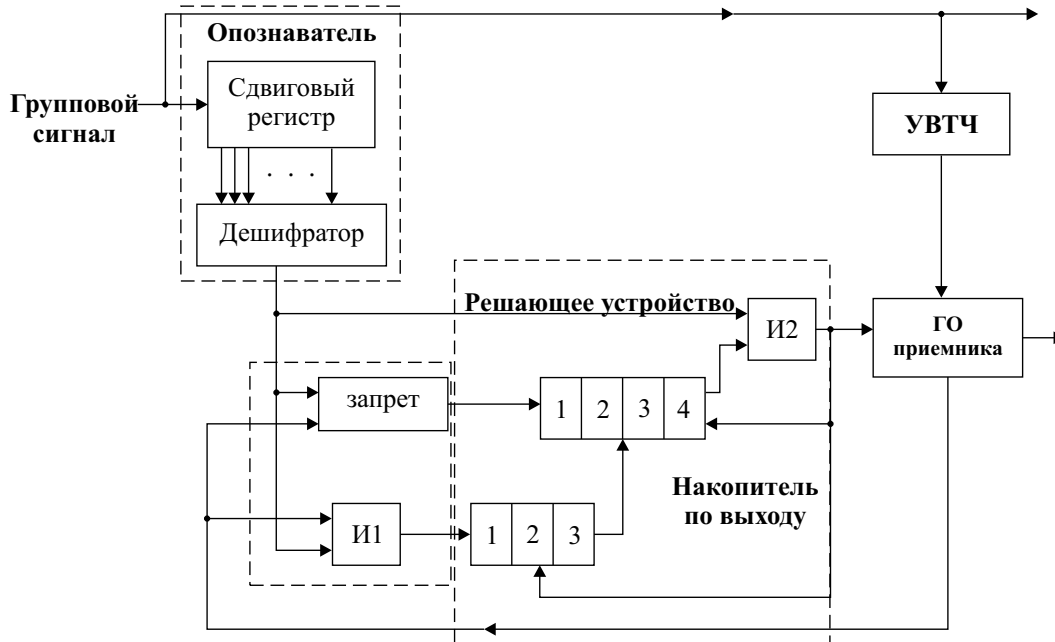 Опознаватель
Групповой
сигнал
Сдвиговый
регистр
. . .
УВТЧ
Дешифратор
Решающее устройство
И2
ГО
приемника
запрет
1 2 3 4
Накопитель
по выходу
И1
1 2 3